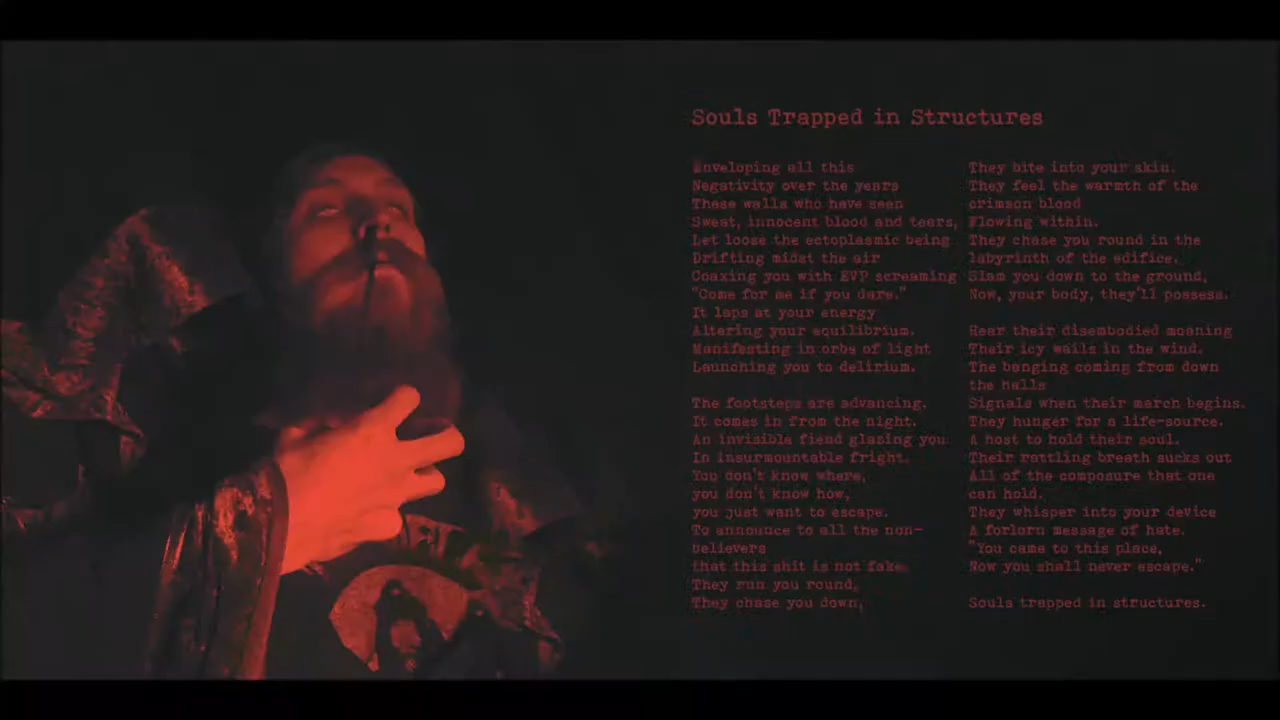 Souls Trapped in Structures
Enveloping all this
Negativity over the years
These walls who have seen
Sweat, innocent blood and tears,
Let loose the ectoplasmic being
Drifting midst the air
Coaxing you with EVP screaming
"Come for me if you dare."
It laps at your energy
Altering your equilibrium.
Manifesting in orbs of light
Launching you to delirium.
The footsteps are advancing.
It comes in from the night.
An invisible fiend glazing you
In insurmountable fright.
You don't know where,
you don't know how,
you just want to escape.
To announce to all the non-
believers
that this shit is not fake
They run you round,
They chase you down,
They bite into your skin.
They feel the warmth of the
crimson blood
Flowing within.
They chase you round in the
labyrinth of the edifice.
Slam you down to the ground,
Now, your body, they'll possess.
Hear their disembodied moaning
Their icy wails in the wind.
The banging coming from down
the halls
Signals when their march begins.
They hunger for a life-source.
A host to hold their soul.
Their rattling breath sucks out
All of the composure that one
can hold.
They whisper into your device
A forlorn message of hate.
"You came to this place,
Now you shall never escape."
Souls trapped in structures.